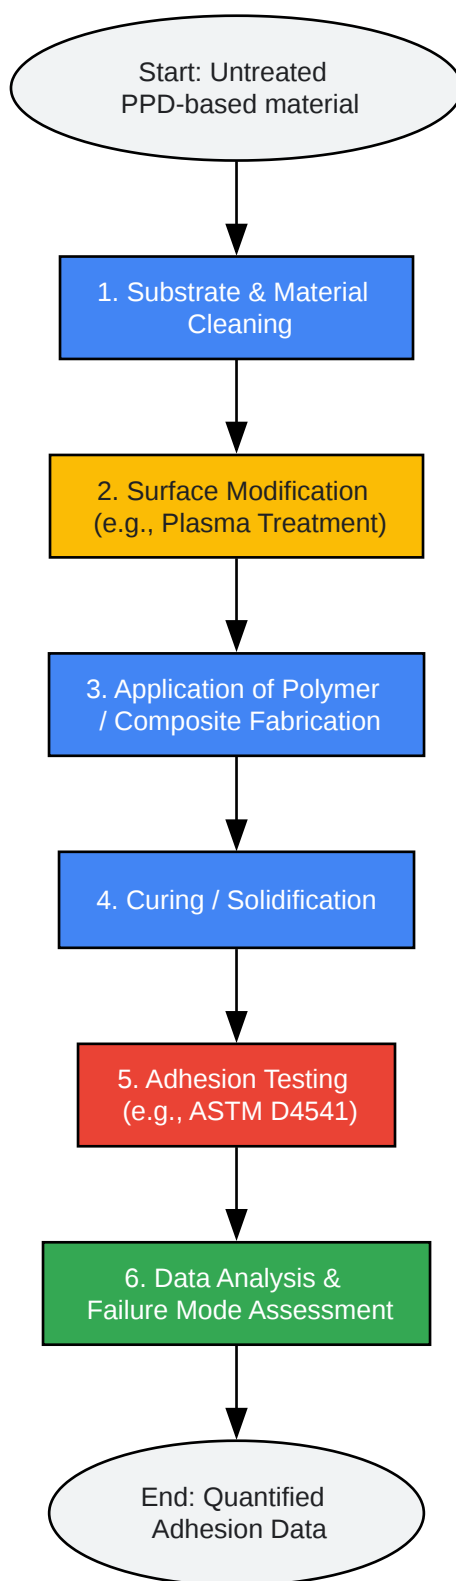 Start: Untreated
PPD-based material
1. Substrate & Material
Cleaning
2. Surface Modification
(e.g., Plasma Treatment)
3. Application of Polymer
/ Composite Fabrication
4. Curing / Solidification
5. Adhesion Testing
(e.g., ASTM D4541)
6. Data Analysis &
Failure Mode Assessment
End: Quantified
Adhesion Data